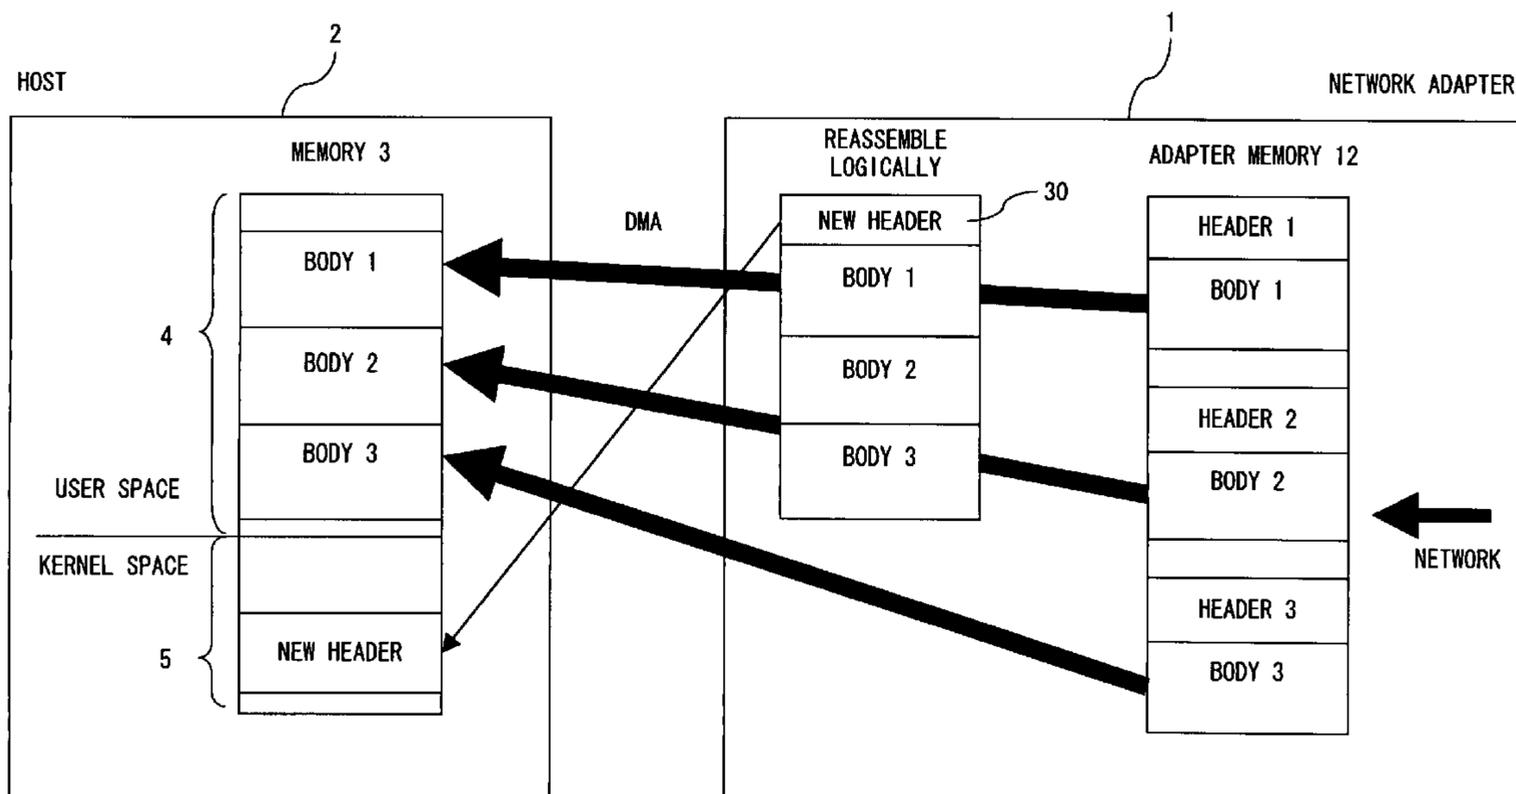 2
1
HOST
NETWORK ADAPTER
MEMORY 3
REASSEMBLE
LOGICALLY
ADAPTER MEMORY 12
30
DMA
NEW HEADER
HEADER 1
BODY 1
BODY 1
BODY 1
4
BODY 2
BODY 2
HEADER 2
BODY 3
BODY 3
BODY 2
USER SPACE
KERNEL SPACE
NETWORK
HEADER 3
5
NEW HEADER
BODY 3